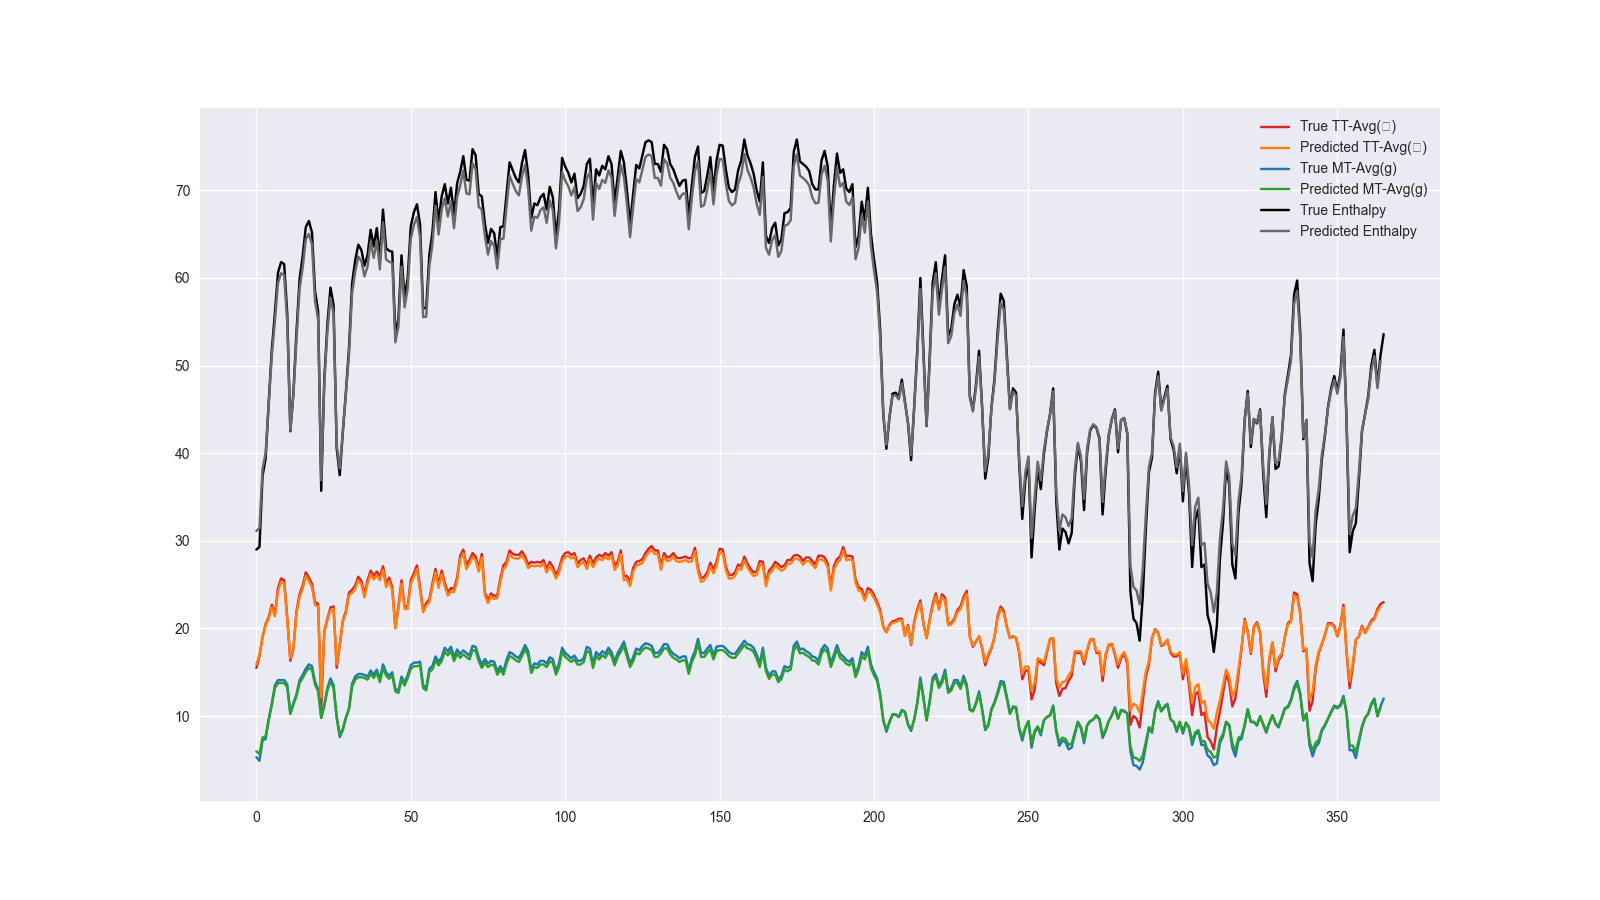 True TT-Avg(□)
Predicted TT-Avg(□)
True MT-Avg(g)
Predicted MT-Avg(g)
True Enthalpy
Predicted Enthalpy
70
60
50
40
30
20
10
0 50 100 150 200 250 300 350